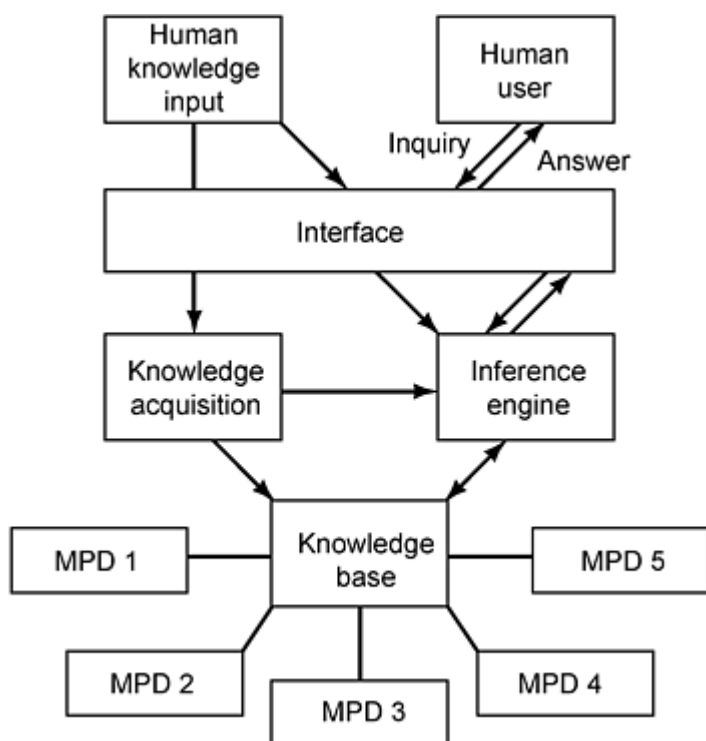 Human
knowledge
input
Human
user
Inquiry
Answer
Interface
Knowledge
acquisition
Inference
engine
Knowledge
base
MPD 1
MPD 5
MPD 2
MPD 4
MPD 3